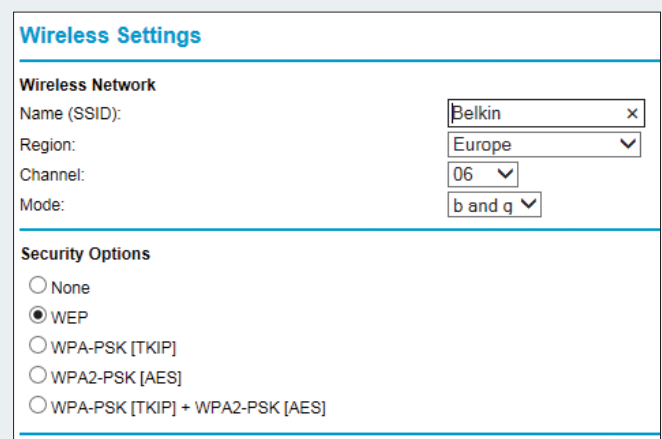 Wireless Settings
Wireless Network
Name (SSID): Belkin ×
Region: Europe
Channel: 06
Mode: b and g
Security Options
None
WEP
WPA-PSK [TKIP]
WPA2-PSK [AES]
WPA-PSK [TKIP] + WPA2-PSK [AES]